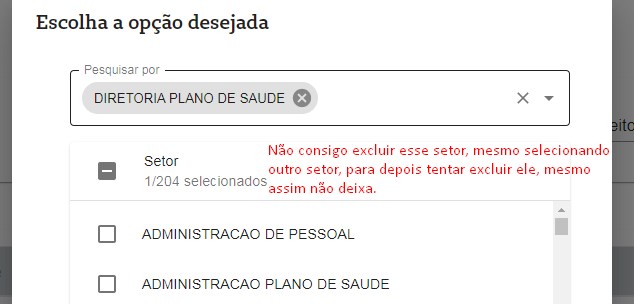 Escolha a opção desejada
Pesquisar por
DIRETORIA PLANO DE SAUDE
Setor
1/204 selecionados
Não consigo excluir esse setor, mesmo selecionando
outro setor, para depois tentar excluir ele, mesmo
assim não deixa.
ADMINISTRACAO DE PESSOAL
ADMINISTRACAO PLANO DE SAUDE